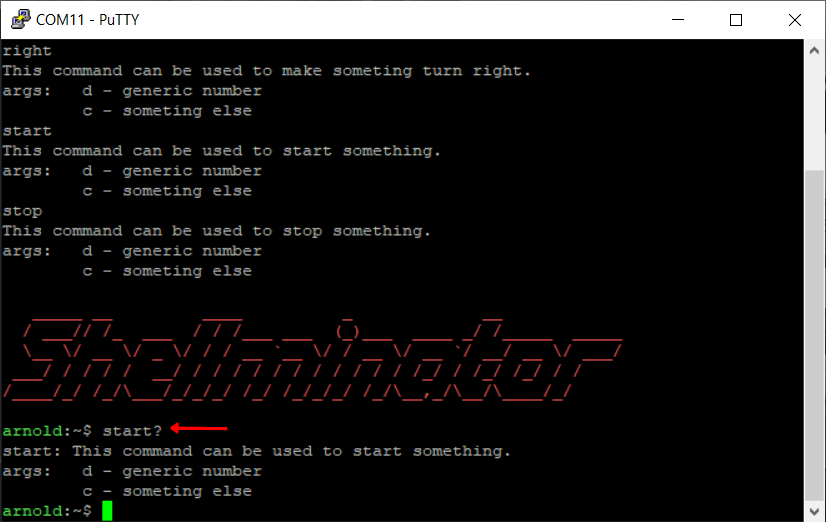 COM11 - PuTTY
right
This command can be used to make someting turn right.
args:   d - generic number
        c - someting else
start
This command can be used to start something.
args:   d - generic number
        c - someting else
stop
This command can be used to stop something.
args:   d - generic number
        c - someting else
Shellminator
arnold:~$ start?
start: This command can be used to start something.
args:   d - generic number
        c - someting else
arnold:~$